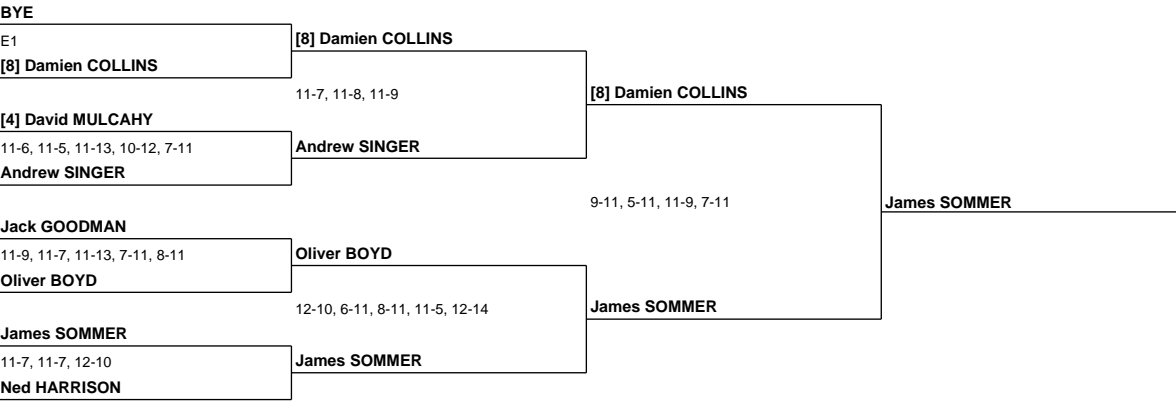 BYE
E1
[8] Damien COLLINS
[8] Damien COLLINS
11-7, 11-8, 11-9
[8] Damien COLLINS
[4] David MULCAHY
11-6, 11-5, 11-13, 10-12, 7-11
Andrew SINGER
Andrew SINGER
9-11, 5-11, 11-9, 7-11
James SOMMER
Jack GOODMAN
11-9, 11-7, 11-13, 7-11, 8-11
Oliver BOYD
Oliver BOYD
12-10, 6-11, 8-11, 11-5, 12-14
James SOMMER
James SOMMER
11-7, 11-7, 12-10
James SOMMER
Ned HARRISON